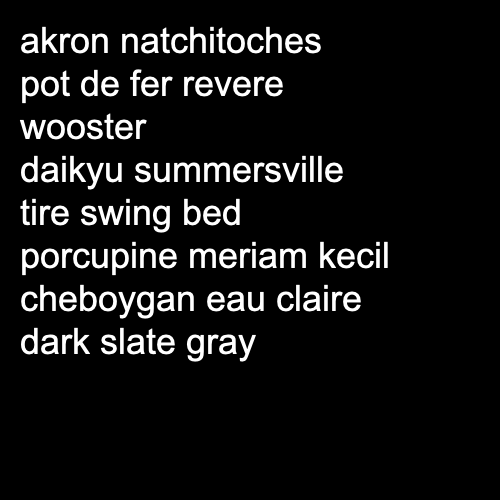 akron natchitoches
pot de fer revere
wooster
daikyu summersville
tire swing bed
porcupine meriam kecil
cheboygan eau claire
dark slate gray